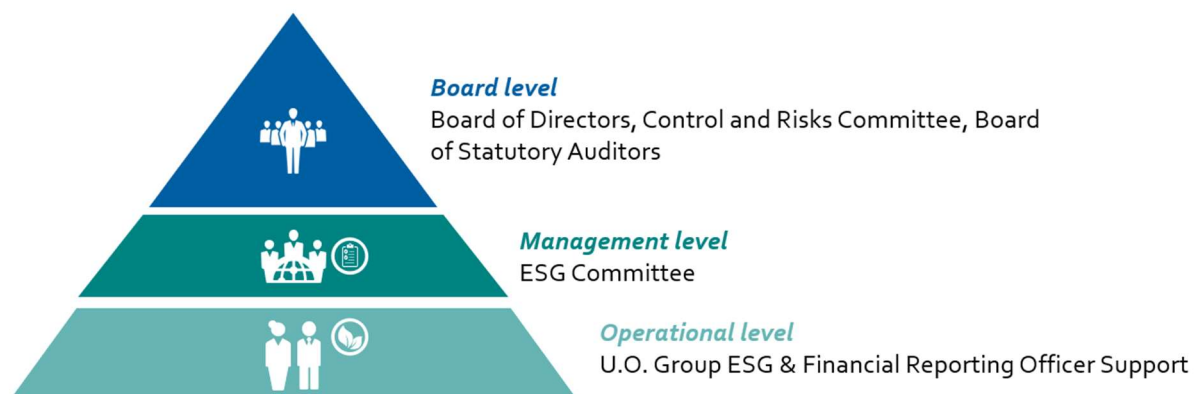 Board level
Board of Directors, Control and Risks Committee, Board
of Statutory Auditors
Management level
ESG Committee
Operational level
U.O. Group ESG & Financial Reporting Officer Support